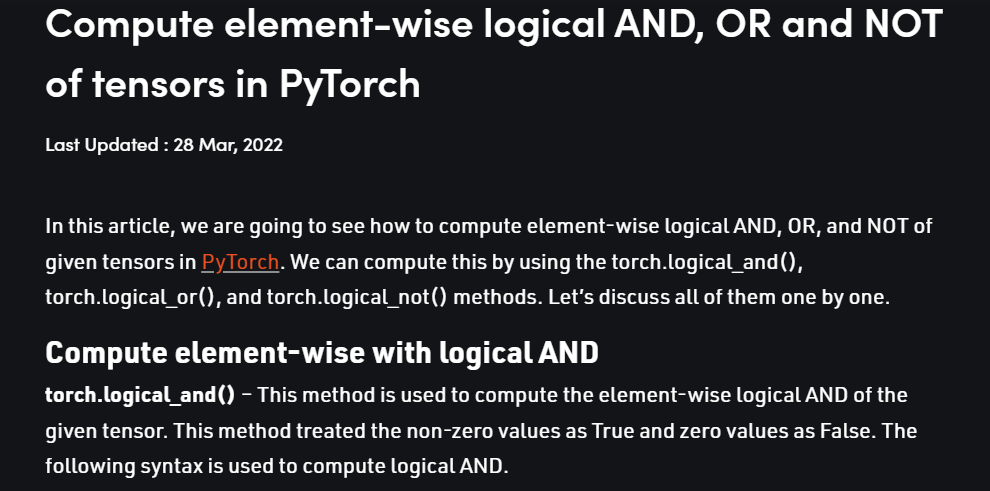 Compute element-wise logical AND, OR and NOT
of tensors in PyTorch
Last Updated : 28 Mar, 2022
In this article, we are going to see how to compute element-wise logical AND, OR, and NOT of
given tensors in PyTorch. We can compute this by using the torch.logical_and(),
torch.logical_or(), and torch.logical_not() methods. Let’s discuss all of them one by one.
Compute element-wise with logical AND
torch.logical_and() – This method is used to compute the element-wise logical AND of the
given tensor. This method treated the non-zero values as True and zero values as False. The
following syntax is used to compute logical AND.